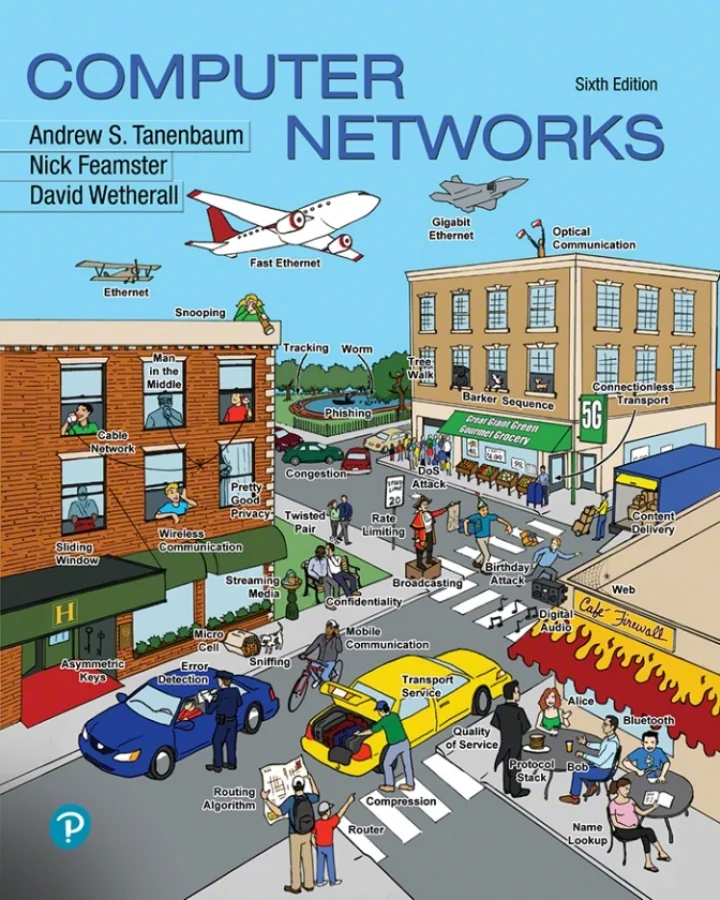 COMPUTER
NETWORKS
Sixth Edition
Andrew S. Tanenbaum
Nick Feamster
David Wetherall
Gigabit
Ethernet
Optical
Communication
Fast Ethernet
Ethernet
Snooping
Tracking
Worm
Man
in the
Middle
Tree
Walk
Phishing
Barker Sequence
Connectionless
Transport
5G
Great Giant Green
Gourmet Grocery
Cable
Network
Congestion
DoS
Attack
Pretty
Good
Privacy
Twisted
Pair
Rate
Limiting
SPEED
LIMIT
20
Content
Delivery
Sliding
Window
Wireless
Communication
Streaming
Media
Confidentiality
Broadcasting
Birthday
Attack
Web
H
Café Firewall
Digital
Audio
Micro
Cell
Sniffing
Mobile
Communication
Asymmetric
Keys
Error
Detection
Transport
Service
Alice
Bluetooth
Quality
of Service
Protocol
Stack
Bob
Routing
Algorithm
Compression
Router
Name
Lookup
P